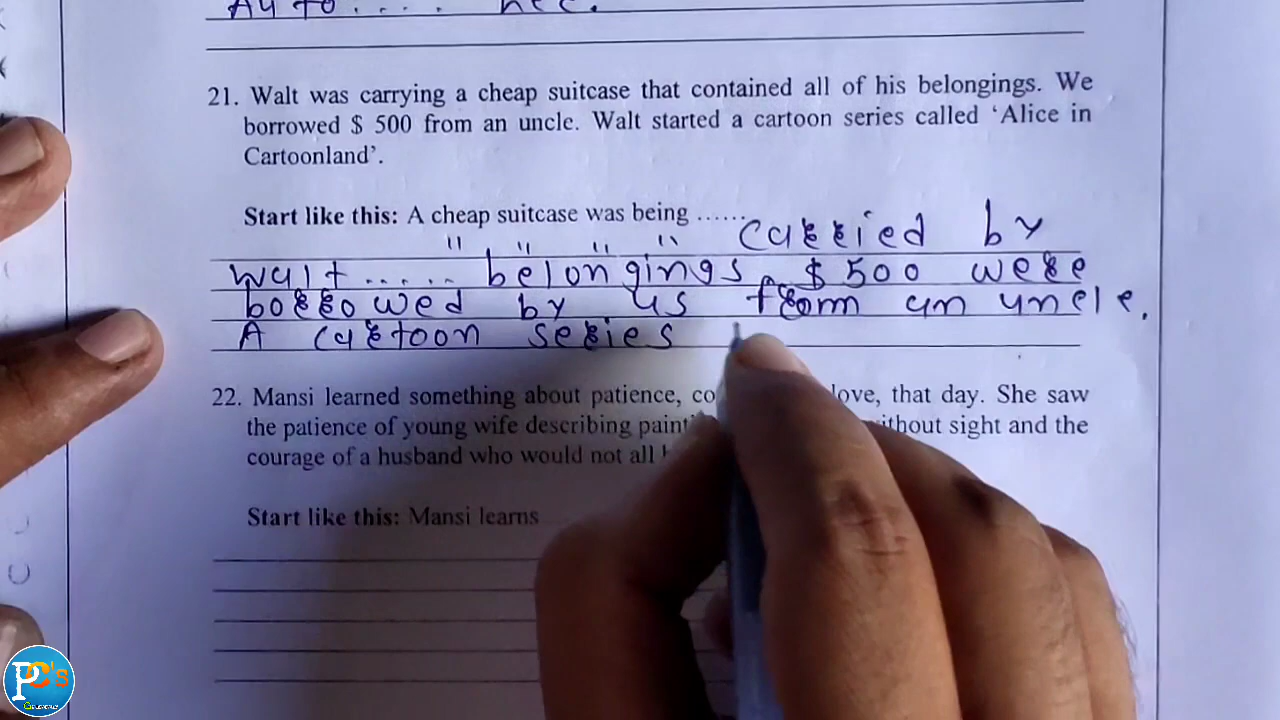 Ay to.... her.
21. Walt was carrying a cheap suitcase that contained all of his belongings. We
borrowed $ 500 from an uncle. Walt started a cartoon series called ‘Alice in
Cartoonland’.
Start like this: A cheap suitcase was being ......
" " " " carried by
Walt ..... belongings. $ 500 were
borrowed by us from an uncle.
A cartoon series
22. Mansi learned something about patience, love, that day. She saw
the patience of young wife describing without sight and the
courage of a husband who would not all
Start like this: Mansi learns
PC's